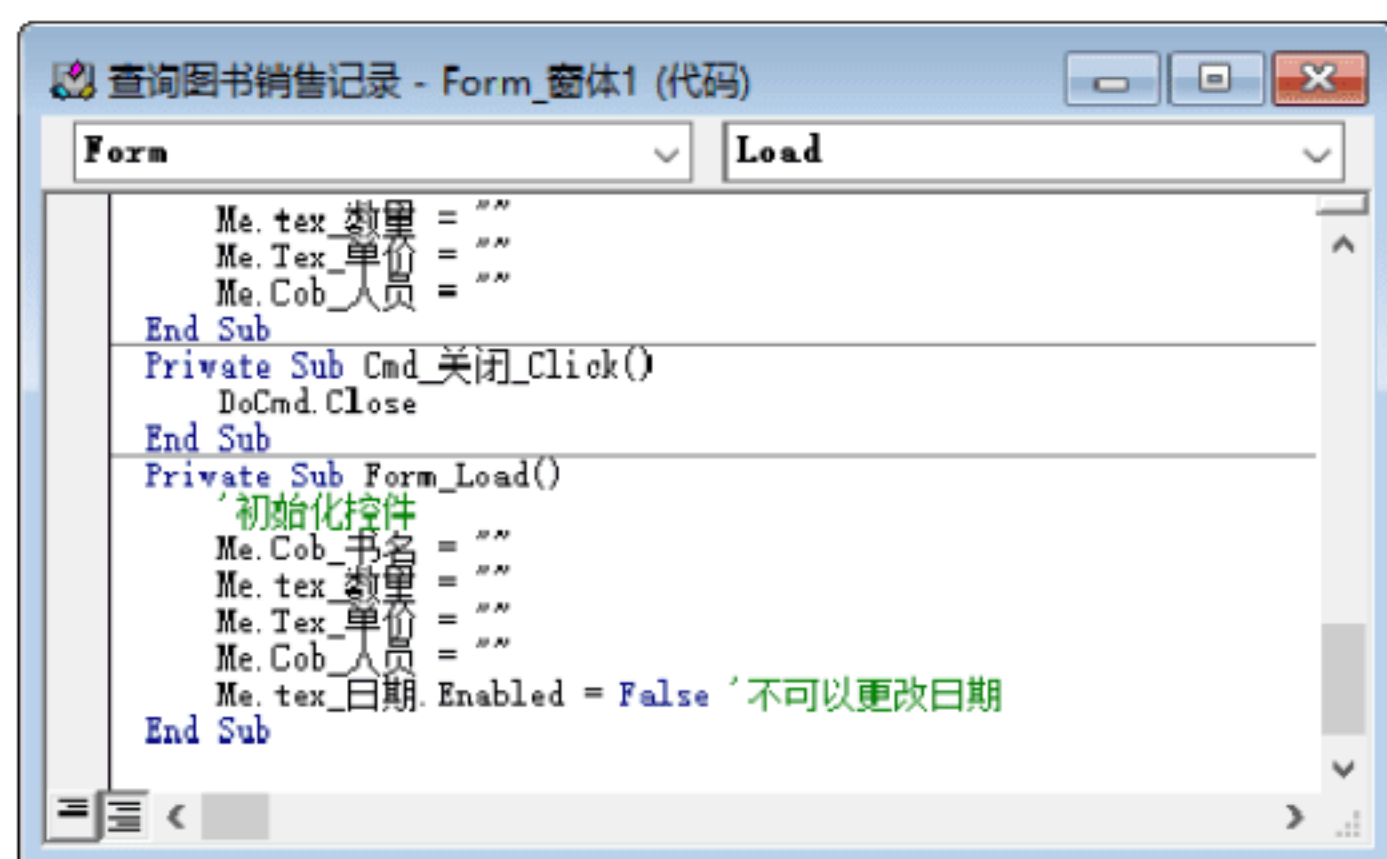 查询图书销售记录 - Form_窗体1 (代码)
Form Load
Me.tex_数量 = ""
Me.Tex_单价 = ""
Me.Cob_人员 = ""
End Sub
Private Sub Cmd_关闭_Click()
DoCmd.Close
End Sub
Private Sub Form_Load()
'初始化控件
Me.Cob_书名 = ""
Me.tex_数量 = ""
Me.Tex_单价 = ""
Me.Cob_人员 = ""
Me.tex_日期.Enabled = False '不可以更改日期
End Sub